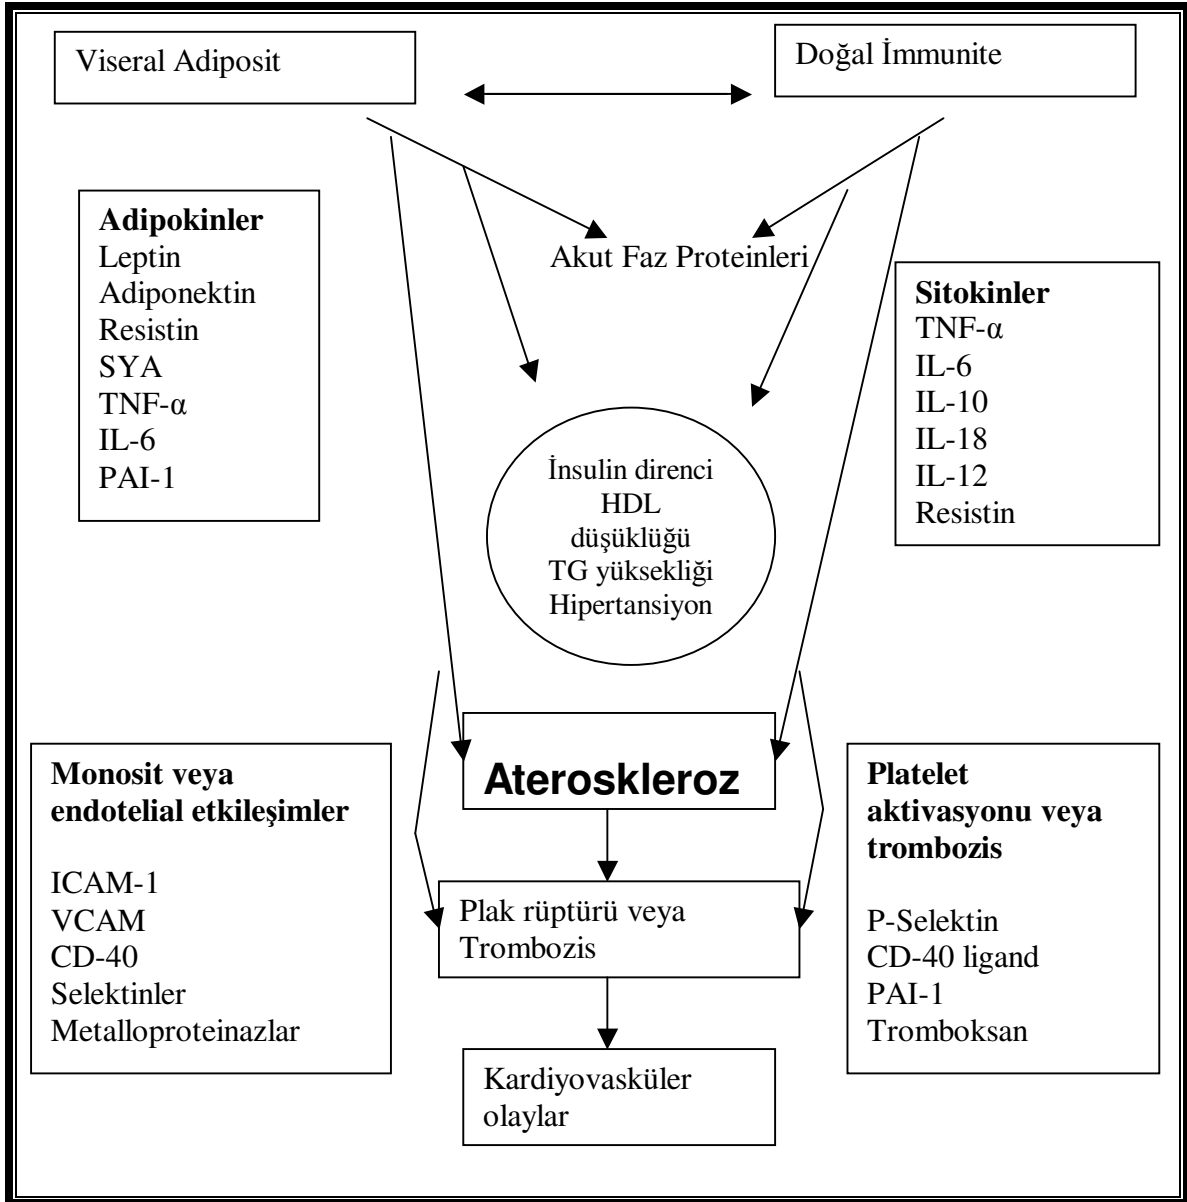 Viseral Adiposit
Doğal İmmunite
Adipokinler
Leptin
Adiponektin
Resistin
SYA
TNF-α
IL-6
PAI-1
Akut Faz Proteinleri
Sitokinler
TNF-α
IL-6
IL-10
IL-18
IL-12
Resistin
İnsulin direnci
HDL
düşüklüğü
TG yüksekliği
Hipertansiyon
Monosit veya
endotelial etkileşimler
ICAM-1
VCAM
CD-40
Selektinler
Metalloproteinazlar
Ateroskleroz
Plak rüptürü veya
Trombozis
Kardiyovasküler
olaylar
Platelet
aktivasyonu veya
trombozis
P-Selektin
CD-40 ligand
PAI-1
Tromboksan